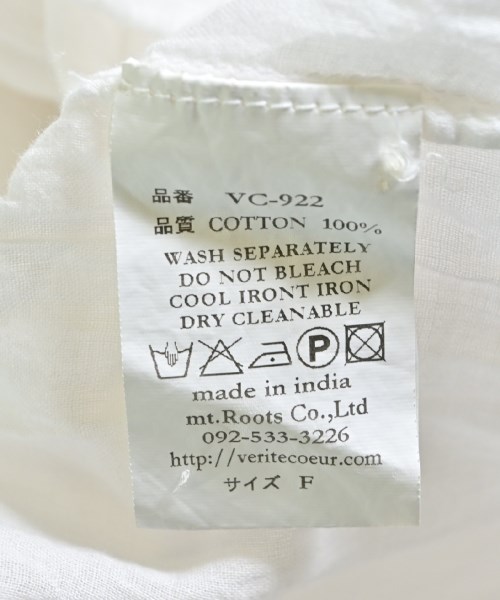 品番 VC-922
品質 COTTON 100%
WASH SEPARATELY
DO NOT BLEACH
COOL IRONT IRON
DRY CLEANABLE
P
made in india
mt.Roots Co.,Ltd
092-533-3226
http://veritecoeur.com
サイズ F